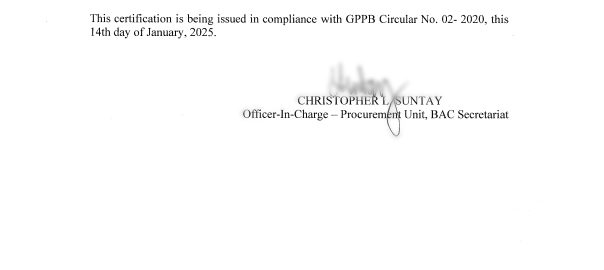 This certification is being issued in compliance with GPPB Circular No. 02- 2020, this
14th day of January, 2025.
CHRISTOPHER L. SUNTAY
Officer-In-Charge – Procurement Unit, BAC Secretariat